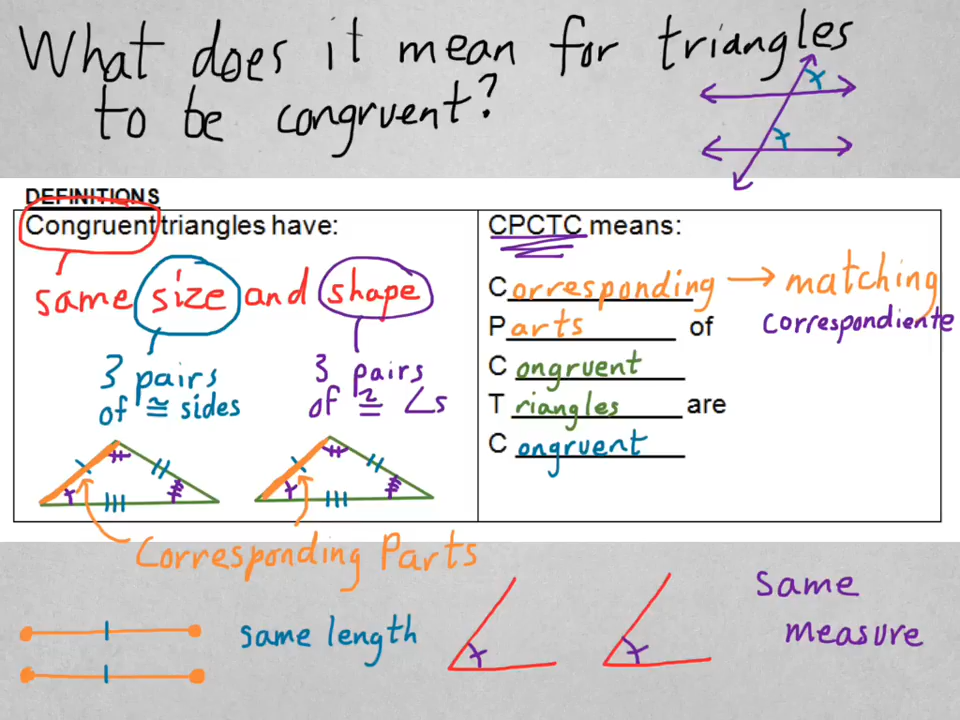 What does it mean for triangles
to be congruent?
DEFINITIONS
Congruent triangles have:
same size and shape
3 pairs
of ≅ sides
3 pairs
of ≅ ∠s
Corresponding Parts
CPCTC means:
Corresponding → matching
correspondiente
Parts of
Congruent
Triangles are
Congruent
same length
same
measure